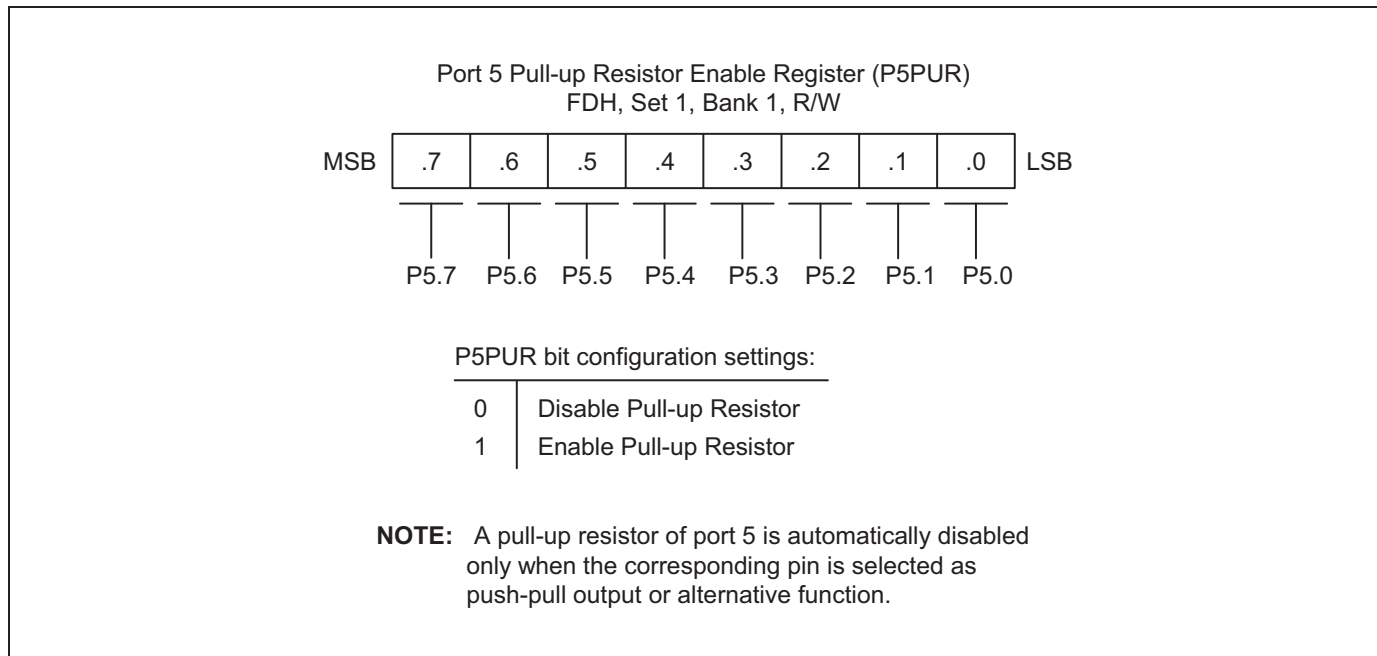 Port 5 Pull-up Resistor Enable Register (P5PUR)
FDH, Set 1, Bank 1, R/W
MSB .7 .6 .5 .4 .3 .2 .1 .0 LSB
P5.7 P5.6 P5.5 P5.4 P5.3 P5.2 P5.1 P5.0
P5PUR bit configuration settings:
0 Disable Pull-up Resistor
1 Enable Pull-up Resistor
NOTE: A pull-up resistor of port 5 is automatically disabled
only when the corresponding pin is selected as
push-pull output or alternative function.